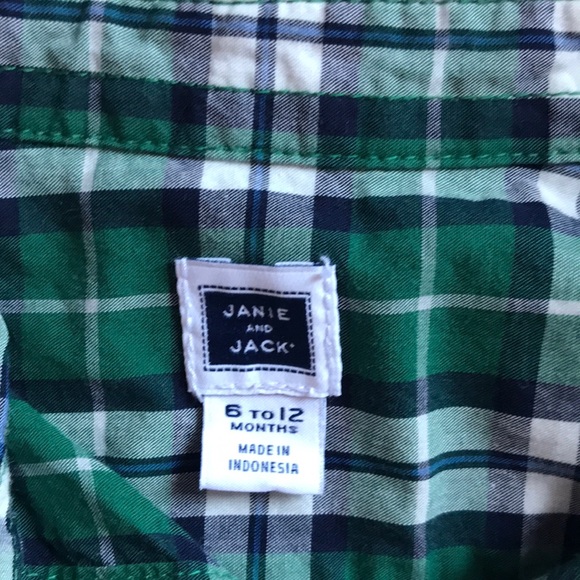 JANIE
AND
JACK
6 TO 12
MONTHS
MADE IN
INDONESIA